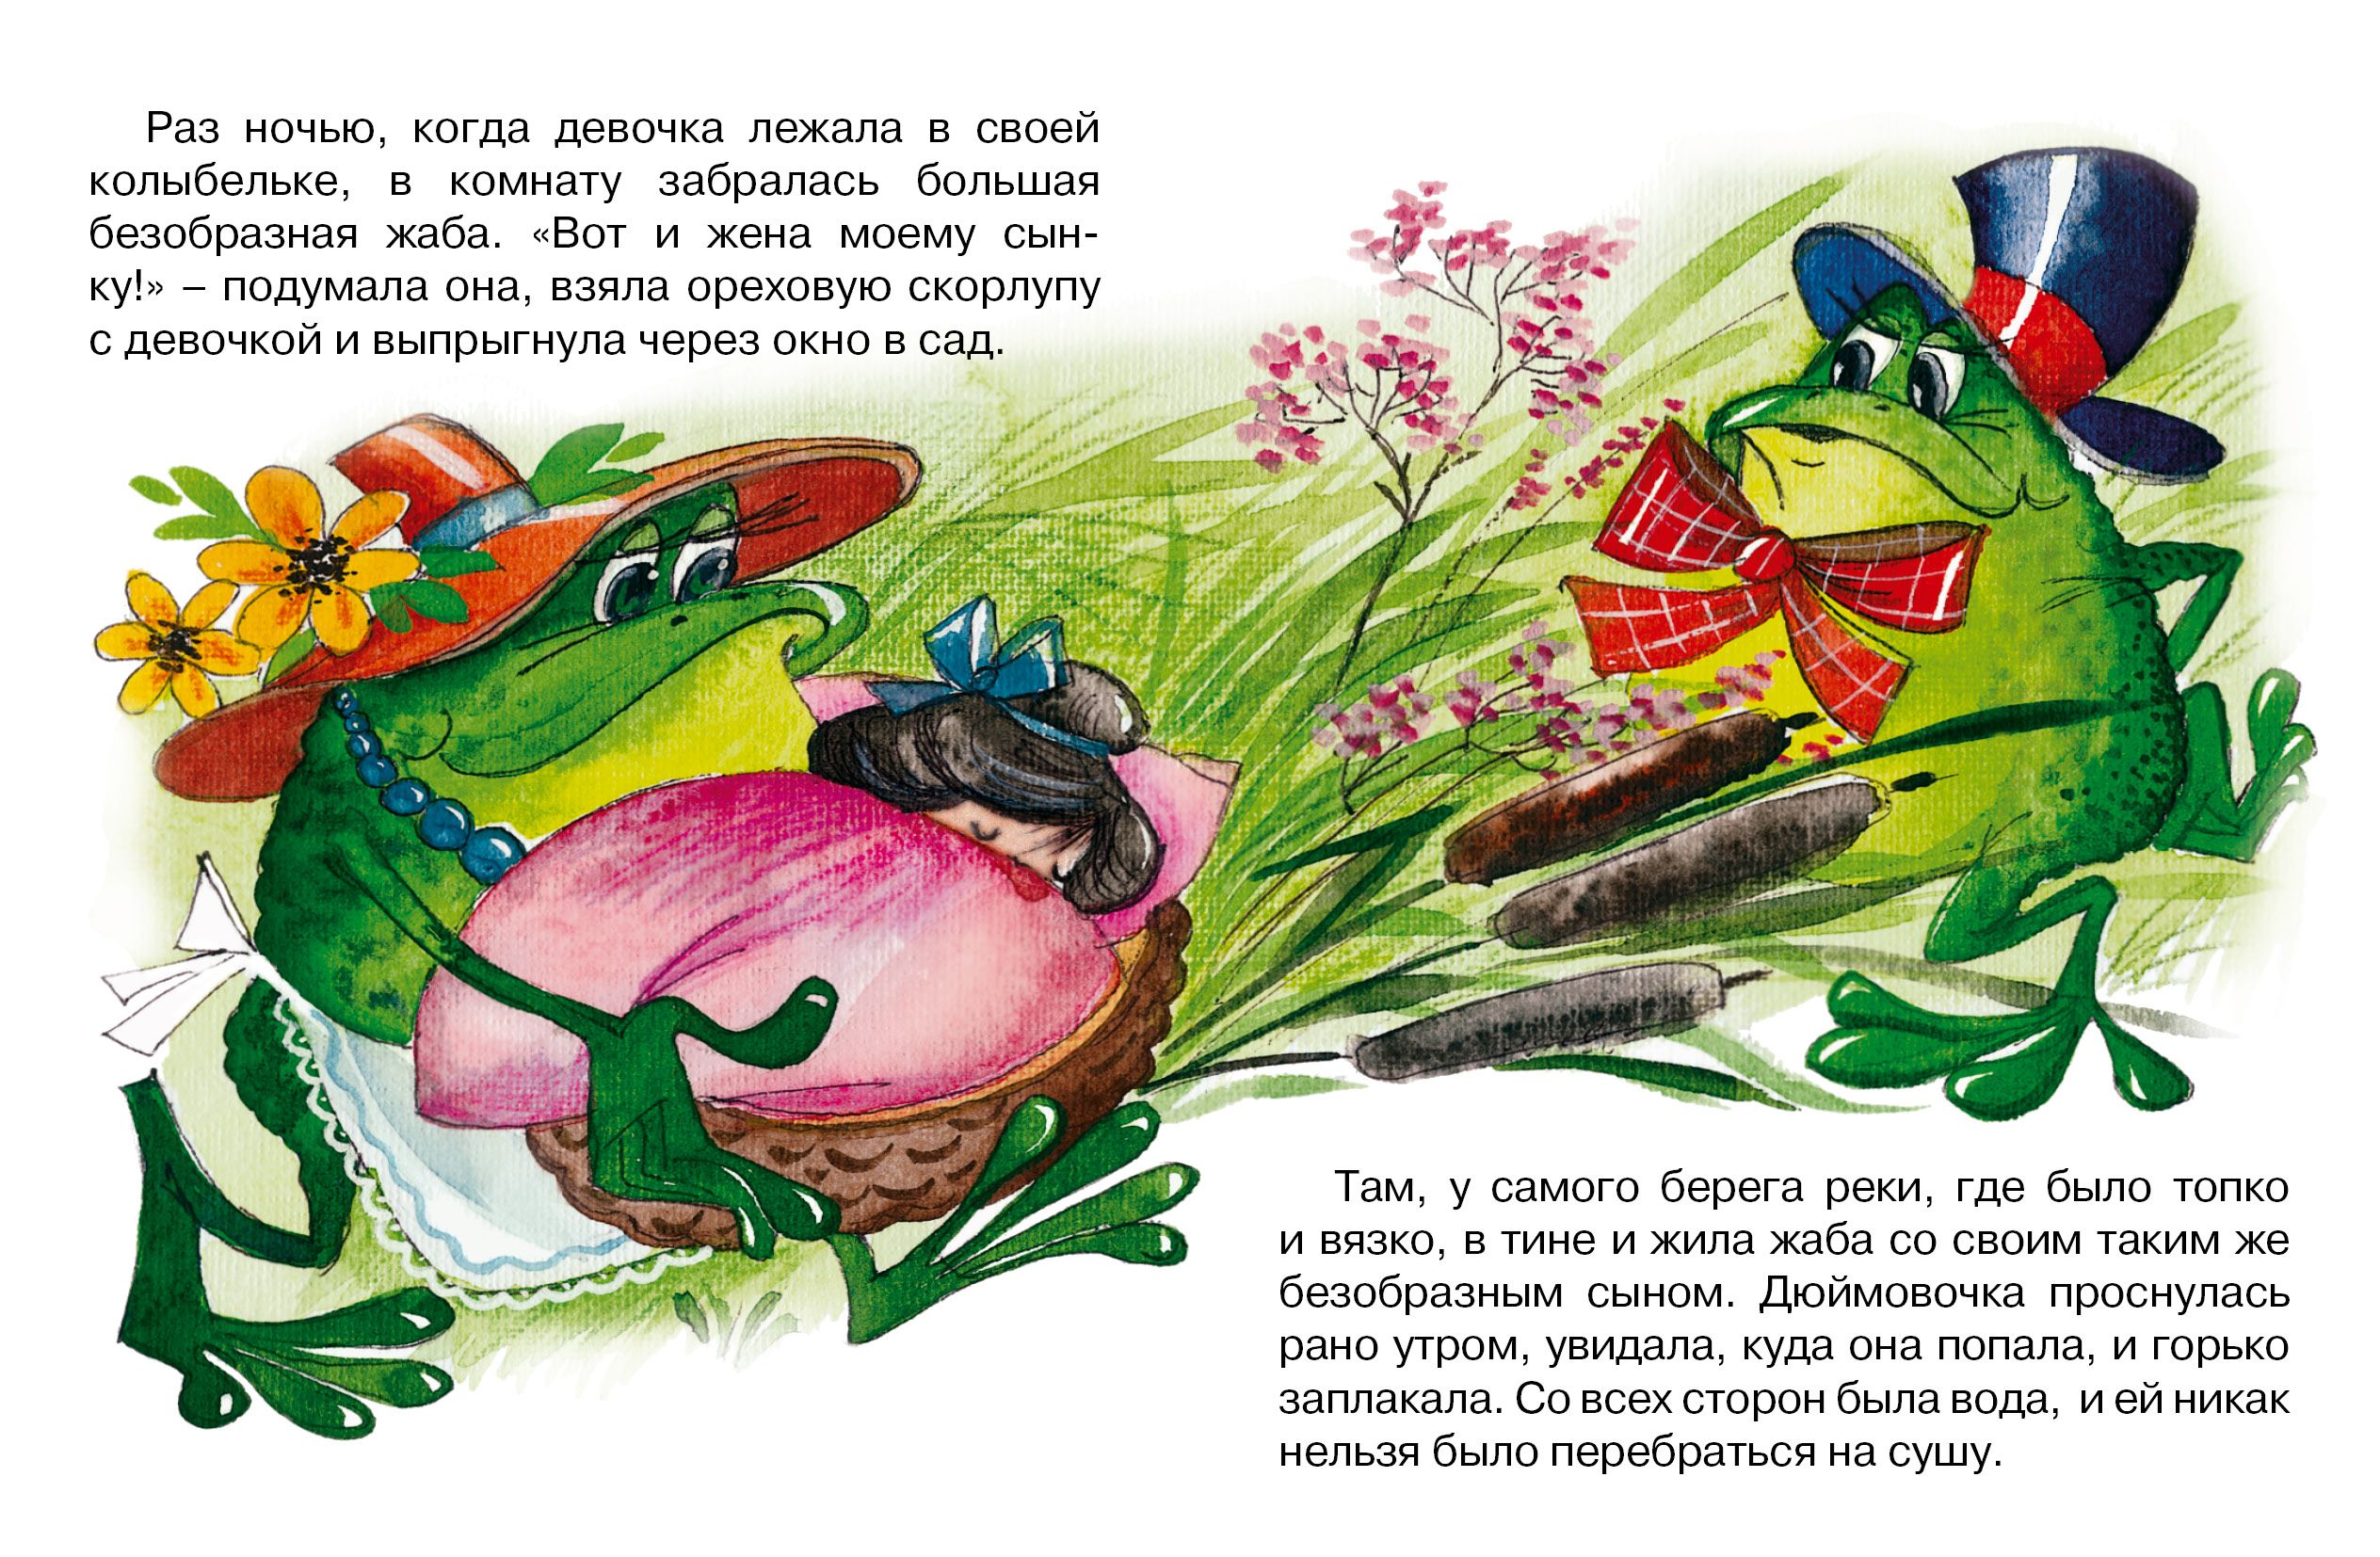 Раз ночью, когда девочка лежала в своей
колыбельке, в комнату забралась большая
безобразная жаба. «Вот и жена моему сын-
ку!» – подумала она, взяла ореховую скорлупу
с девочкой и выпрыгнула через окно в сад.
Там, у самого берега реки, где было топко
и вязко, в тине и жила жаба со своим таким же
безобразным сыном. Дюймовочка проснулась
рано утром, увидала, куда она попала, и горько
заплакала. Со всех сторон была вода, и ей никак
нельзя было перебраться на сушу.